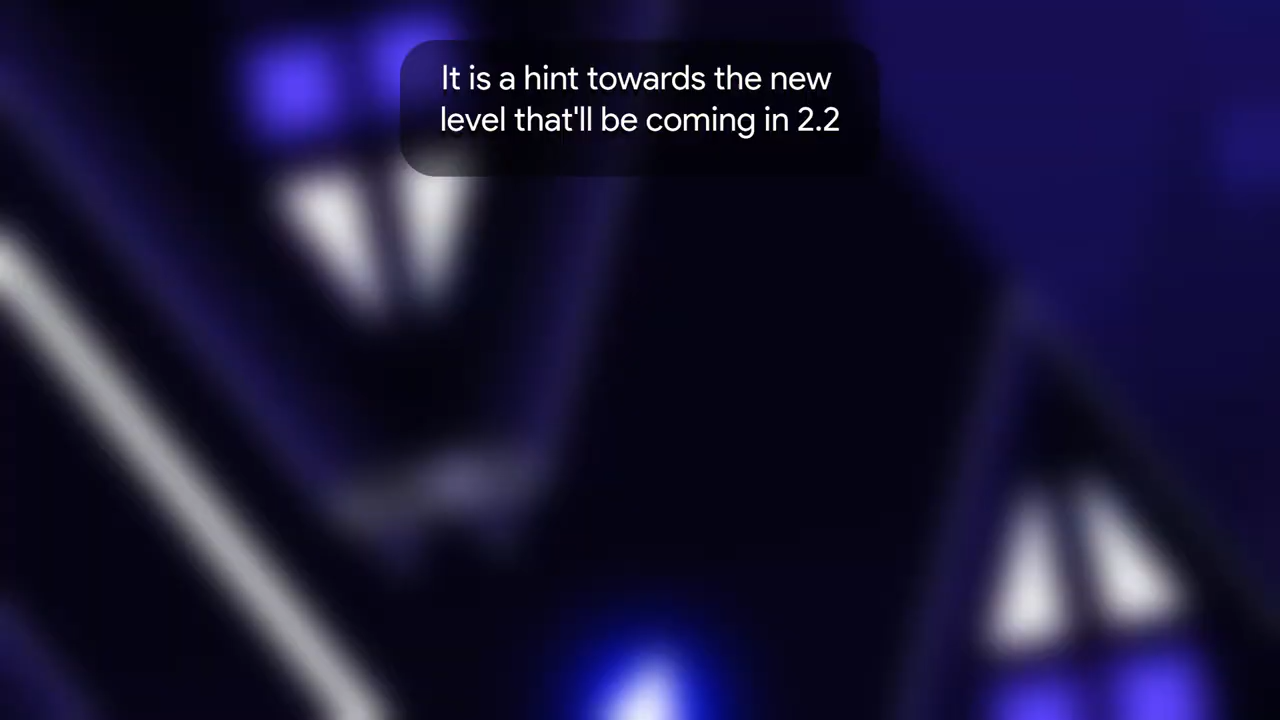 It is a hint towards the new
level that'll be coming in 2.2